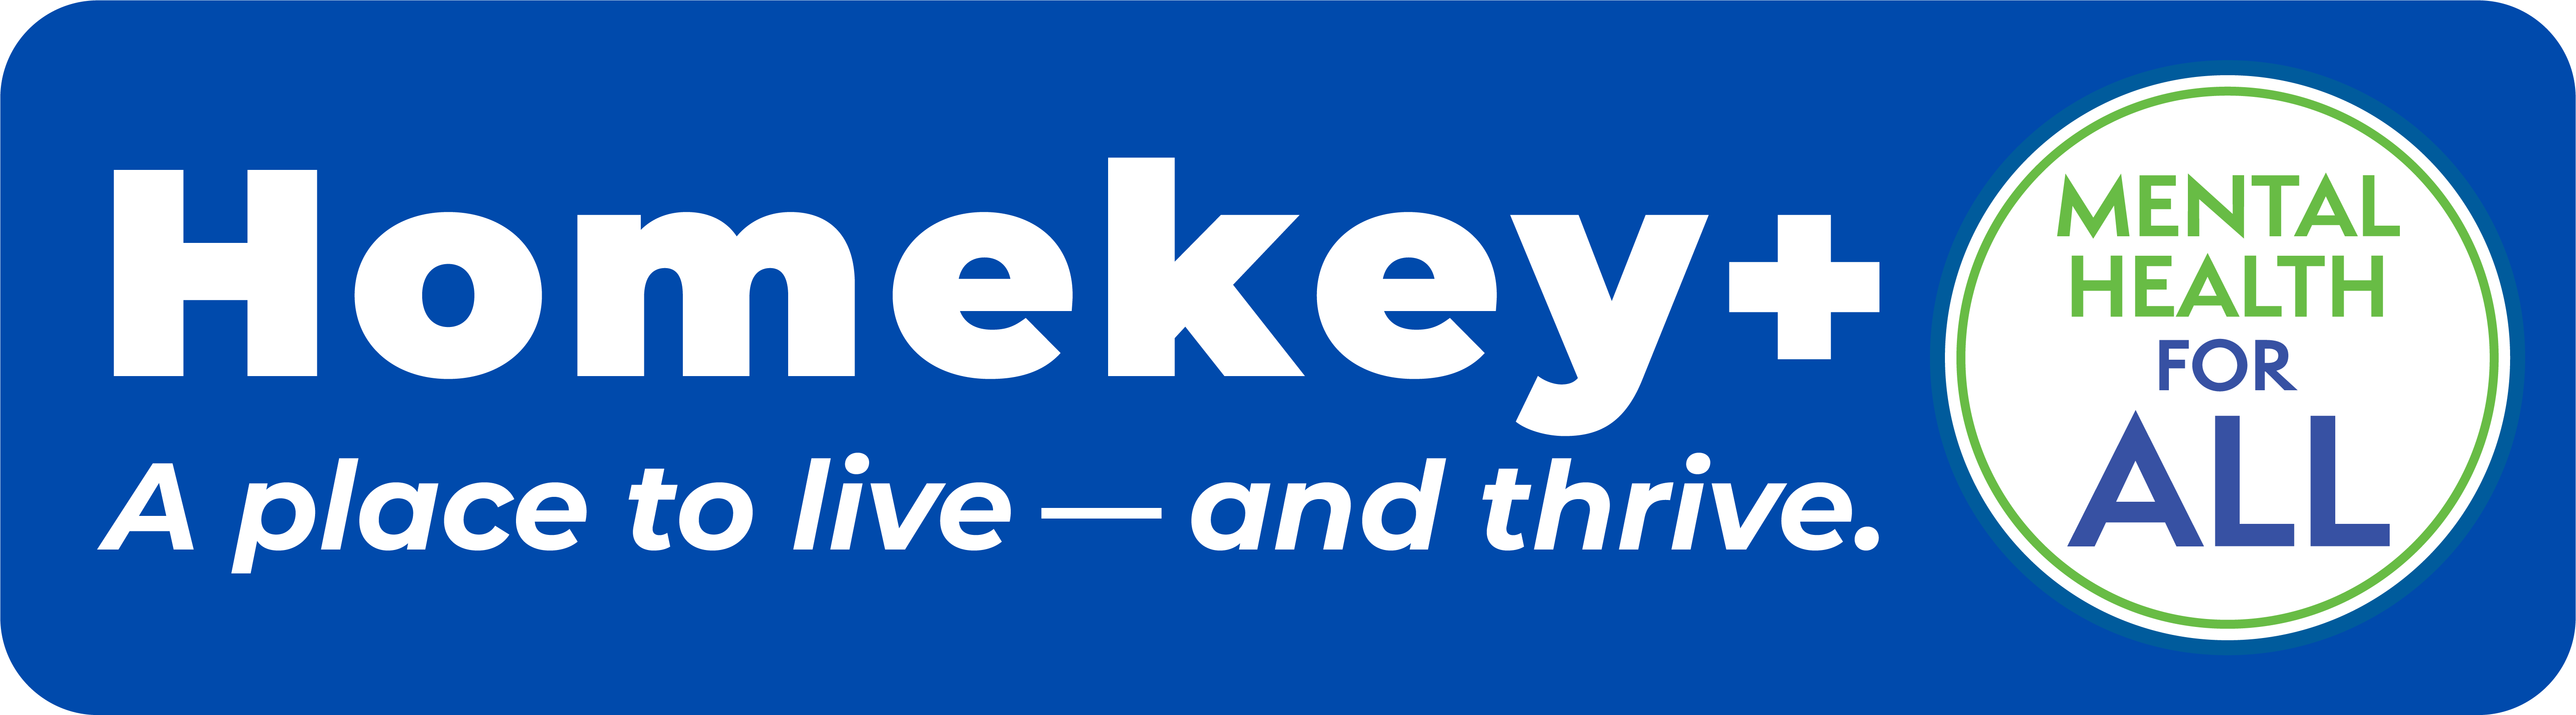 Homekey+
A place to live — and thrive.
MENTAL
HEALTH
FOR
ALL